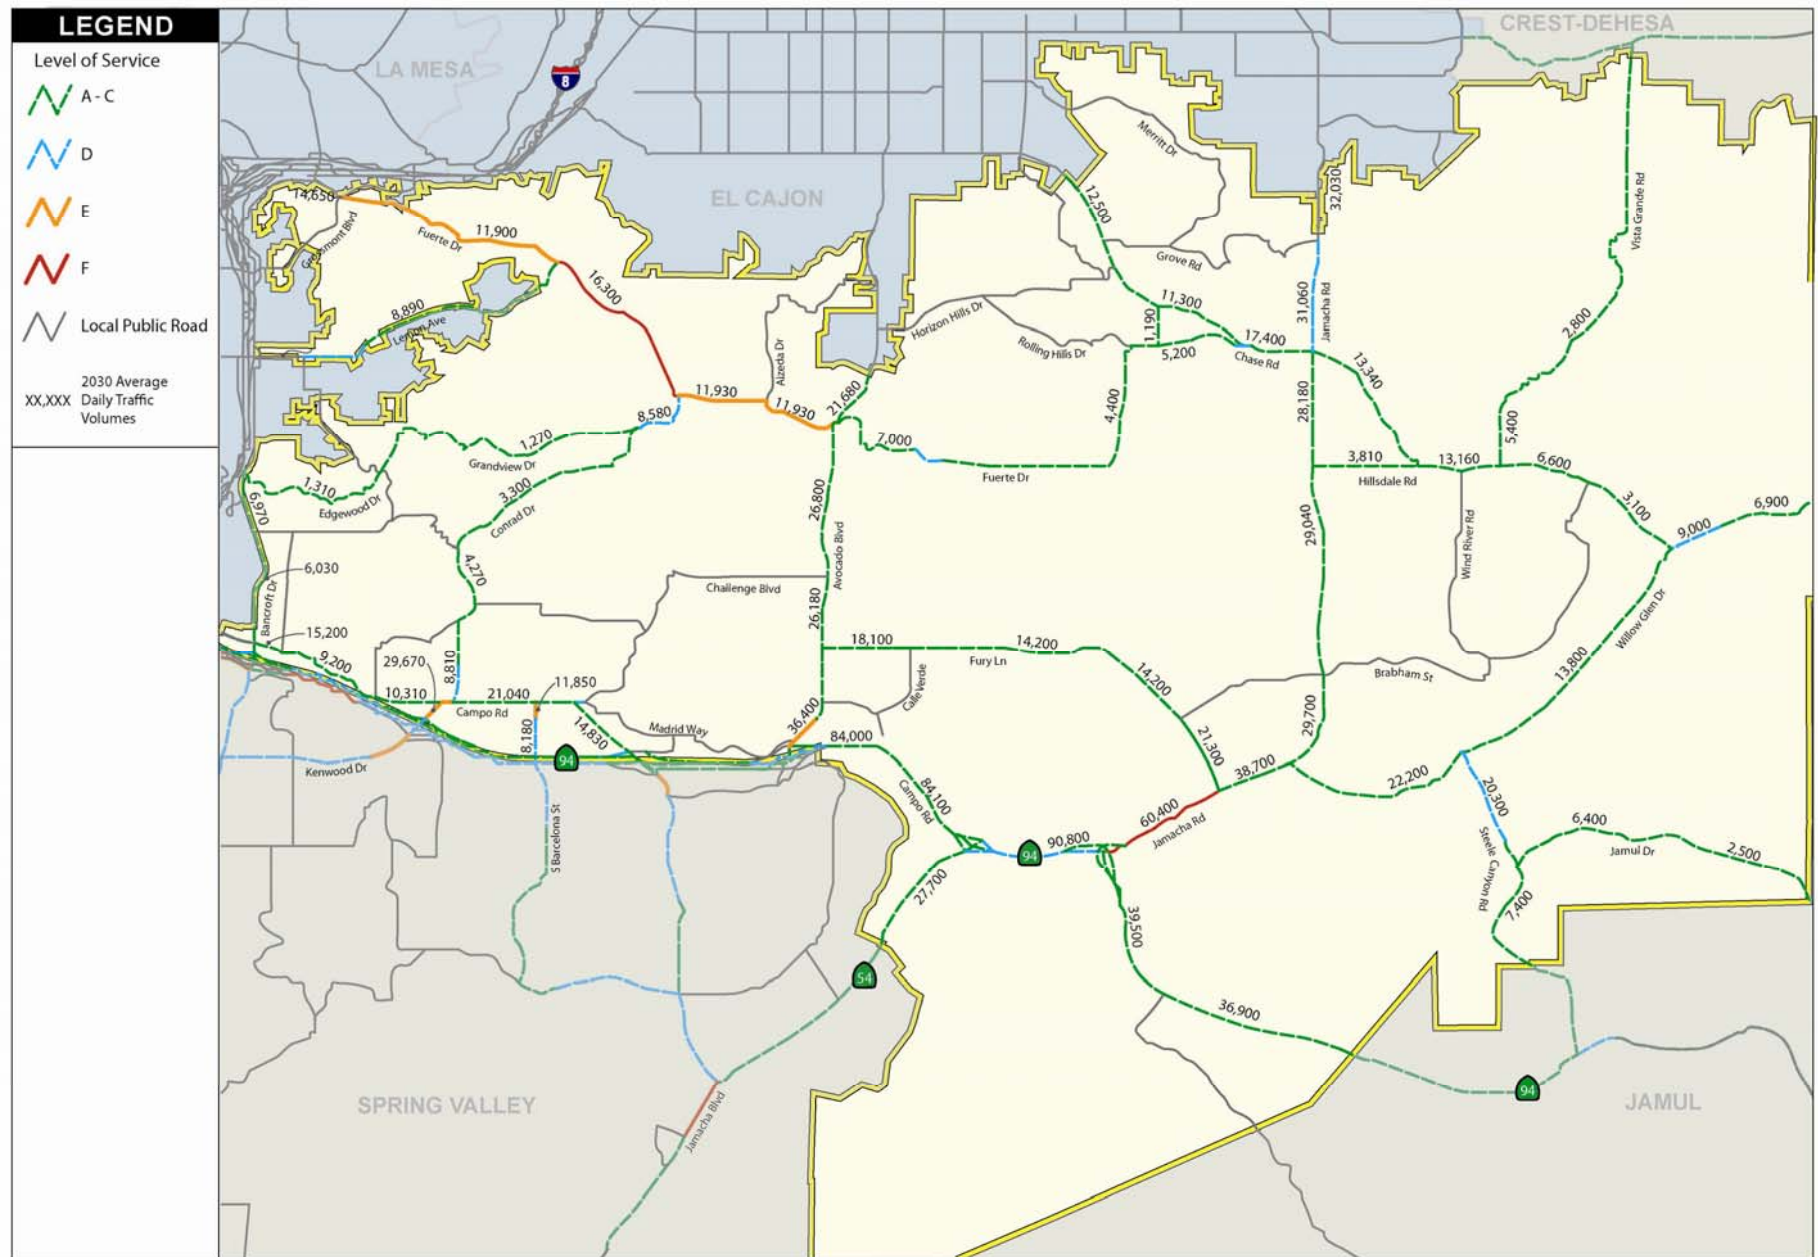 LEGEND
Level of Service
A - C
D
E
F
Local Public Road
XX,XXX
2030 Average
Daily Traffic
Volumes
CREST-DEHESA
LA MESA
8
EL CAJON
Merritt Dr
32,030
14,650
Grossmont Blvd
Fuerte Dr
11,900
12,500
Vista Grande Rd
Grove Rd
16,300
8,890
Lemon Ave
11,300
31,060
Jamacha Rd
Horizon Hills Dr
1,190
17,400
2,800
Rolling Hills Dr
5,200
Chase Rd
Alzeda Dr
13,340
11,930
11,930
21,680
8,580
4,400
28,180
5,400
1,270
7,000
Grandview Dr
3,810
13,160
6,600
Fuerte Dr
Hillsdale Rd
1,310
Edgewood Dr
6,970
3,300
Conrad Dr
26,800
3,100
6,900
9,000
29,040
Wind River Rd
Avocado Blvd
6,030
4,270
Challenge Blvd
Bancroft Dr
26,180
Willow Glen Dr
15,200
9,200
18,100
14,200
29,670
8,810
Fury Ln
13,800
Brabham St
14,200
Calle Verde
10,310
21,040
11,850
Campo Rd
14,830
8,180
Madrid Way
36,400
84,000
29,700
21,300
94
Kenwood Dr
38,700
22,200
20,300
84,100
Campo Rd
60,400
Jamacha Rd
S Barcelona St
6,400
Jamul Dr
2,500
90,800
94
Steele Canyon Rd
27,700
7,400
39,500
54
36,900
94
SPRING VALLEY
JAMUL
Jamacha Blvd